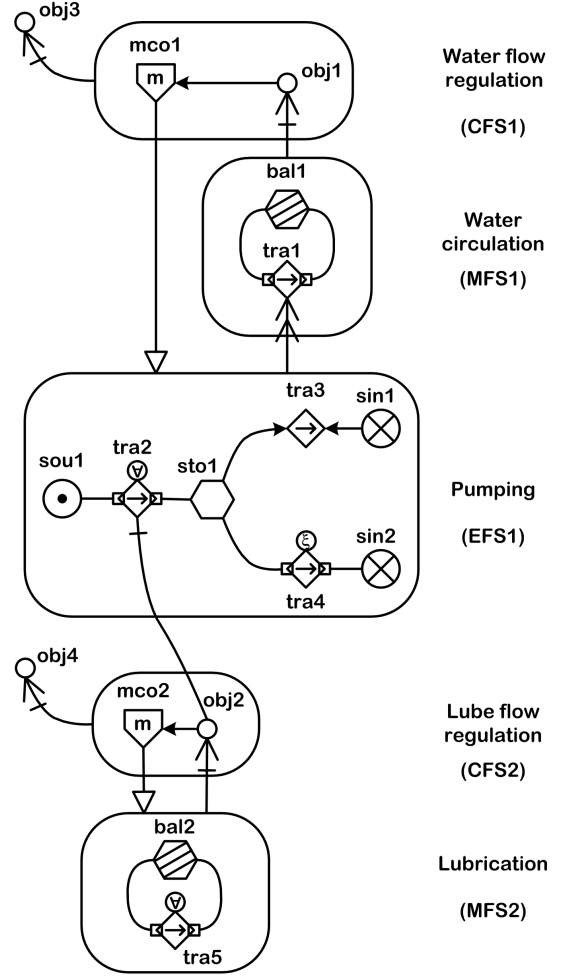 obj3
mco1
m
obj1
Water flow
regulation
(CFS1)
bal1
tra1
Water
circulation
(MFS1)
tra3
sin1
tra2
∀
sou1
sto1
ξ
sin2
tra4
Pumping
(EFS1)
obj4
mco2
m
obj2
Lube flow
regulation
(CFS2)
bal2
∀
tra5
Lubrication
(MFS2)